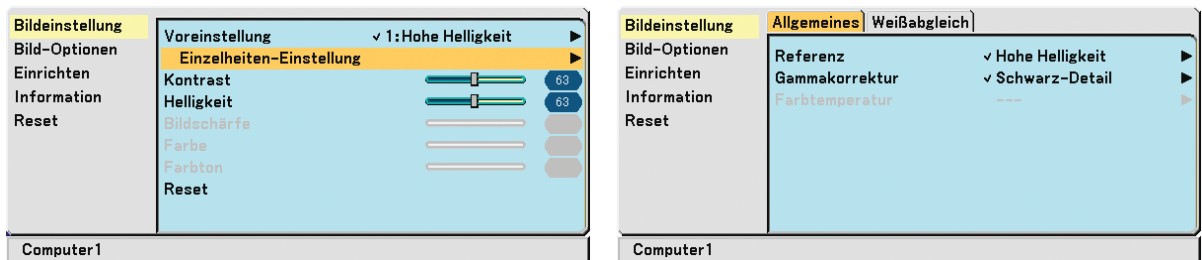 Bildeinstellung
Bild-Optionen
Einrichten
Information
Reset
Voreinstellung ✓ 1:Hohe Helligkeit ▶
Einzelheiten-Einstellung ▶
Kontrast 63
Helligkeit 63
Bildschärfe
Farbe
Farbton
Reset
Computer1
Bildeinstellung
Bild-Optionen
Einrichten
Information
Reset
Allgemeines Weißabgleich
Referenz ✓ Hohe Helligkeit ▶
Gammakorrektur ✓ Schwarz-Detail ▶
Farbtemperatur --- ▶
Computer1